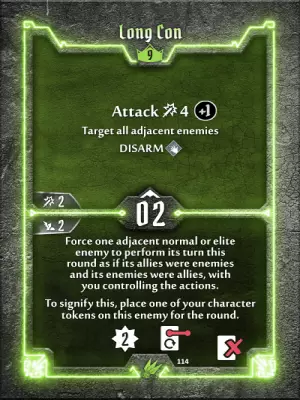 Long Con
9
Attack 4 +1
Target all adjacent enemies
DISARM
2
02
2
Force one adjacent normal or elite
enemy to perform its turn this
round as if its allies were enemies
and its enemies were allies, with
you controlling the actions.
To signify this, place one of your character
tokens on this enemy for the round.
2
114